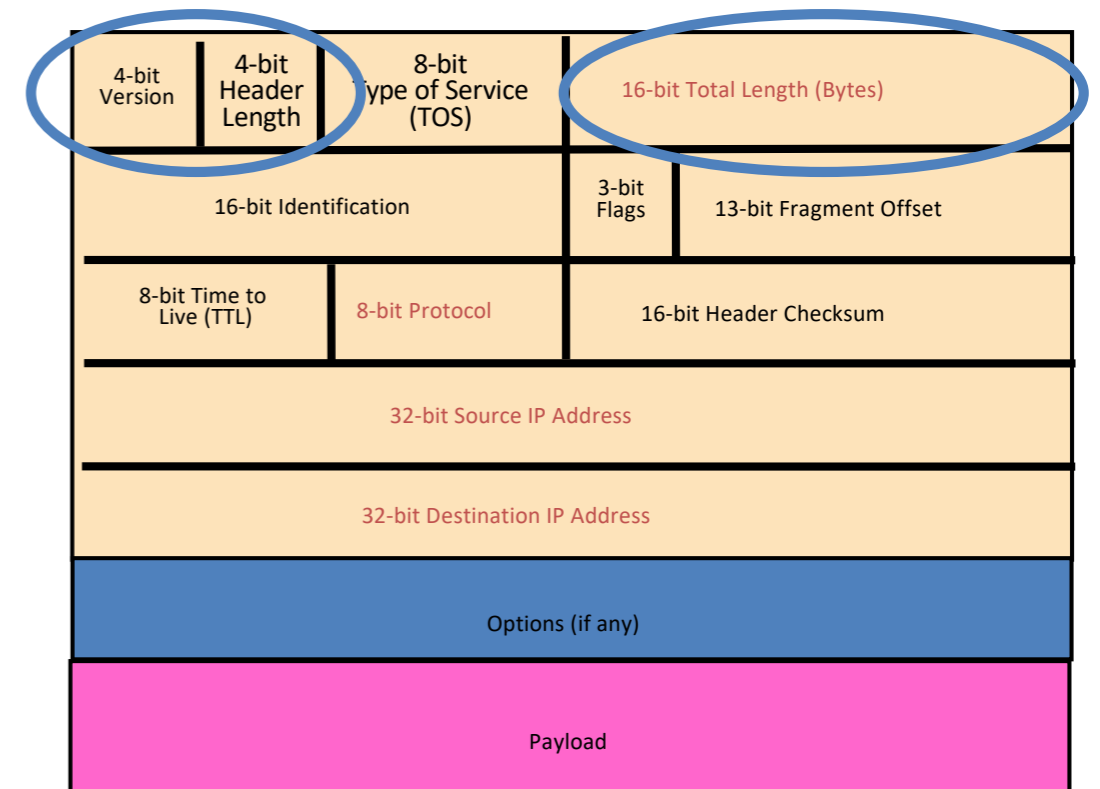 4-bit
Version
4-bit
Header
Length
8-bit
Type of Service
(TOS)
16-bit Total Length (Bytes)
16-bit Identification
3-bit
Flags
13-bit Fragment Offset
8-bit Time to
Live (TTL)
8-bit Protocol
16-bit Header Checksum
32-bit Source IP Address
32-bit Destination IP Address
Options (if any)
Payload